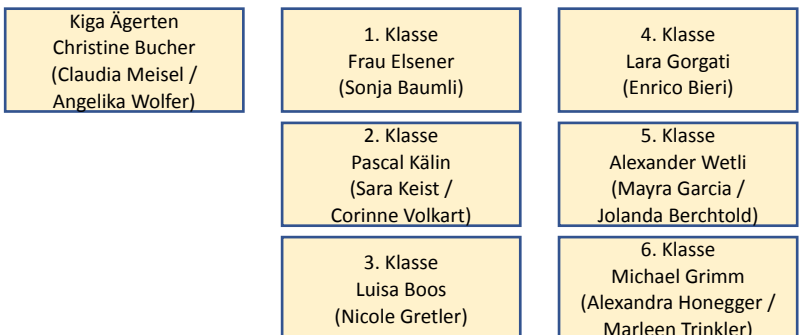 Kiga Ägerten
Christine Bucher
(Claudia Meisel /
Angelika Wolfer)
1. Klasse
Frau Elsener
(Sonja Baumli)
2. Klasse
Pascal Kälin
(Sara Keist /
Corinne Volkart)
3. Klasse
Luisa Boos
(Nicole Gretler)
4. Klasse
Lara Gorgati
(Enrico Bieri)
5. Klasse
Alexander Wetli
(Mayra Garcia /
Jolanda Berchtold)
6. Klasse
Michael Grimm
(Alexandra Honegger /
Marleen Trinkler)